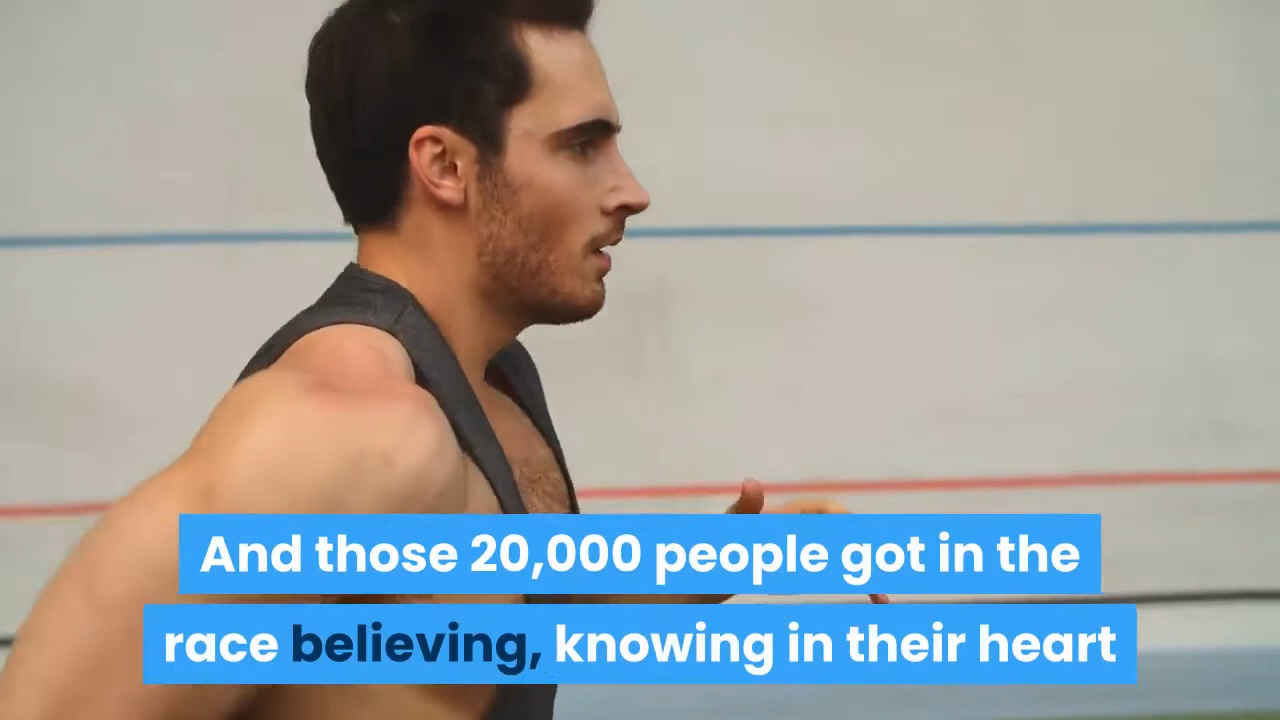 And those 20,000 people got in the
race believing, knowing in their heart